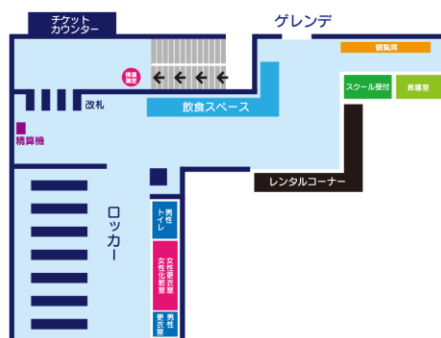 チケット
カウンター
ゲレンデ
観覧席
検温
測定
スクール受付
救護室
改札
飲食スペース
精算機
レンタルコーナー
ロッカー
男性
トイレ
女性更衣室
女性化粧室
男性
更衣室